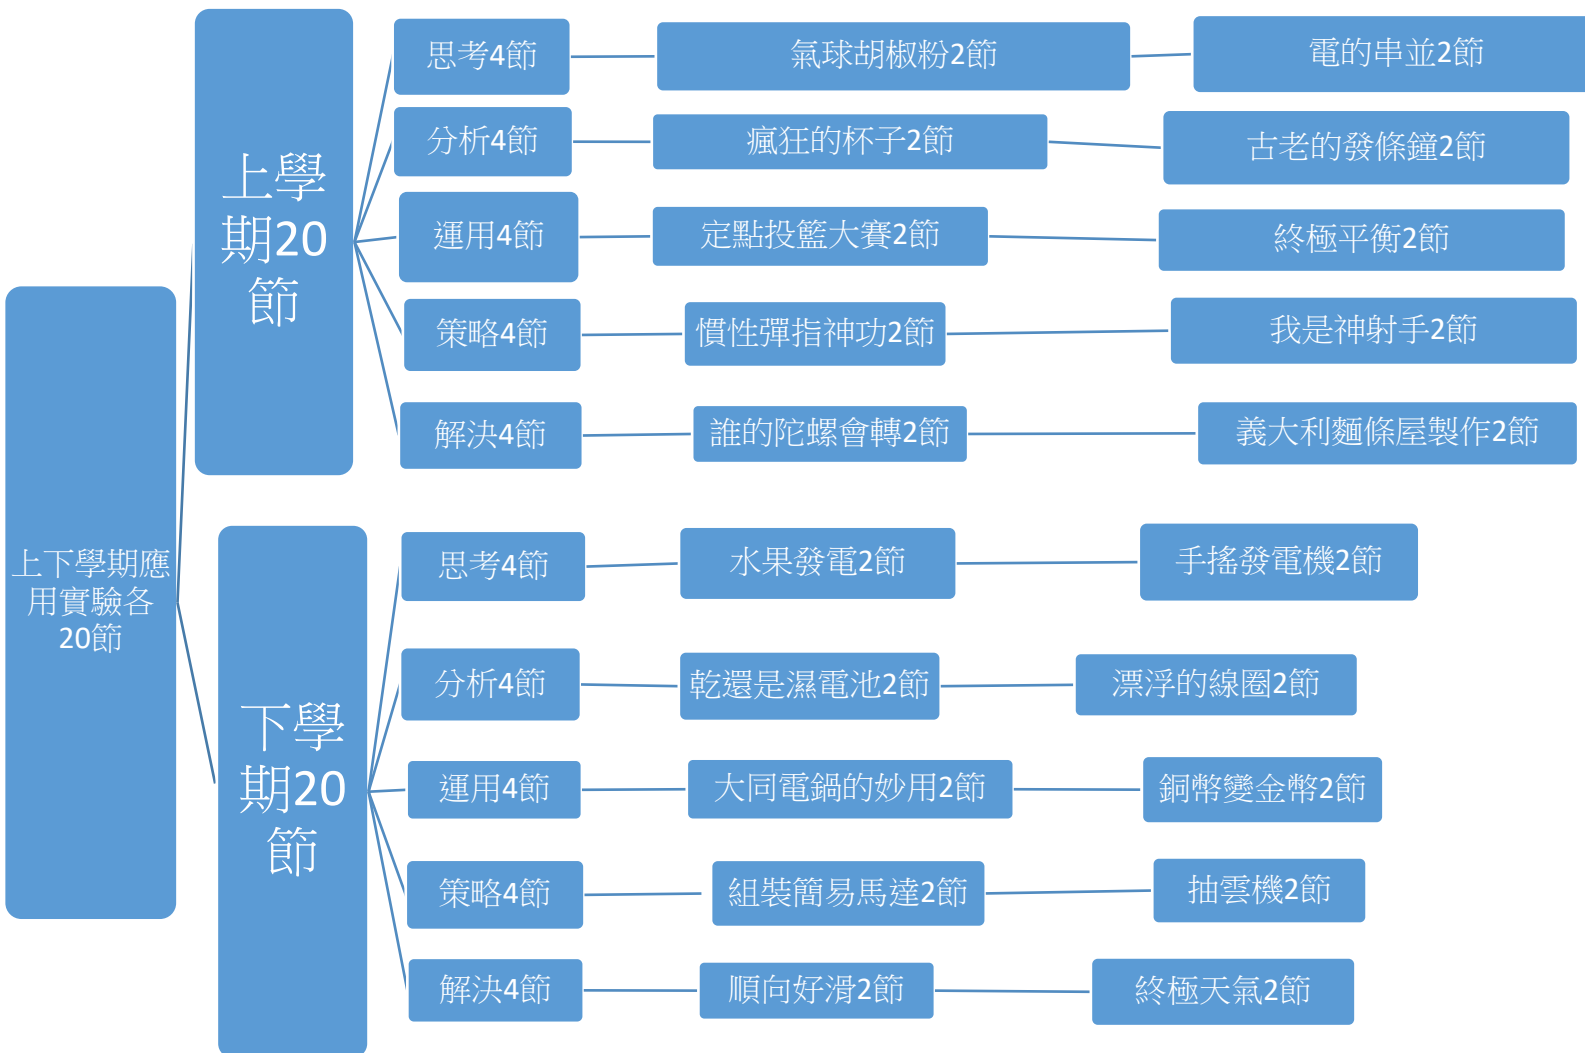 上下學期應
用實驗各
20節
上學
期20
節
思考4節
氣球胡椒粉2節
電的串並2節
分析4節
瘋狂的杯子2節
古老的發條鐘2節
運用4節
定點投籃大賽2節
終極平衡2節
策略4節
慣性彈指神功2節
我是神射手2節
解決4節
誰的陀螺會轉2節
義大利麵條屋製作2節
下學
期20
節
思考4節
水果發電2節
手搖發電機2節
分析4節
乾還是濕電池2節
漂浮的線圈2節
運用4節
大同電鍋的妙用2節
銅幣變金幣2節
策略4節
組裝簡易馬達2節
抽雲機2節
解決4節
順向好滑2節
終極天氣2節